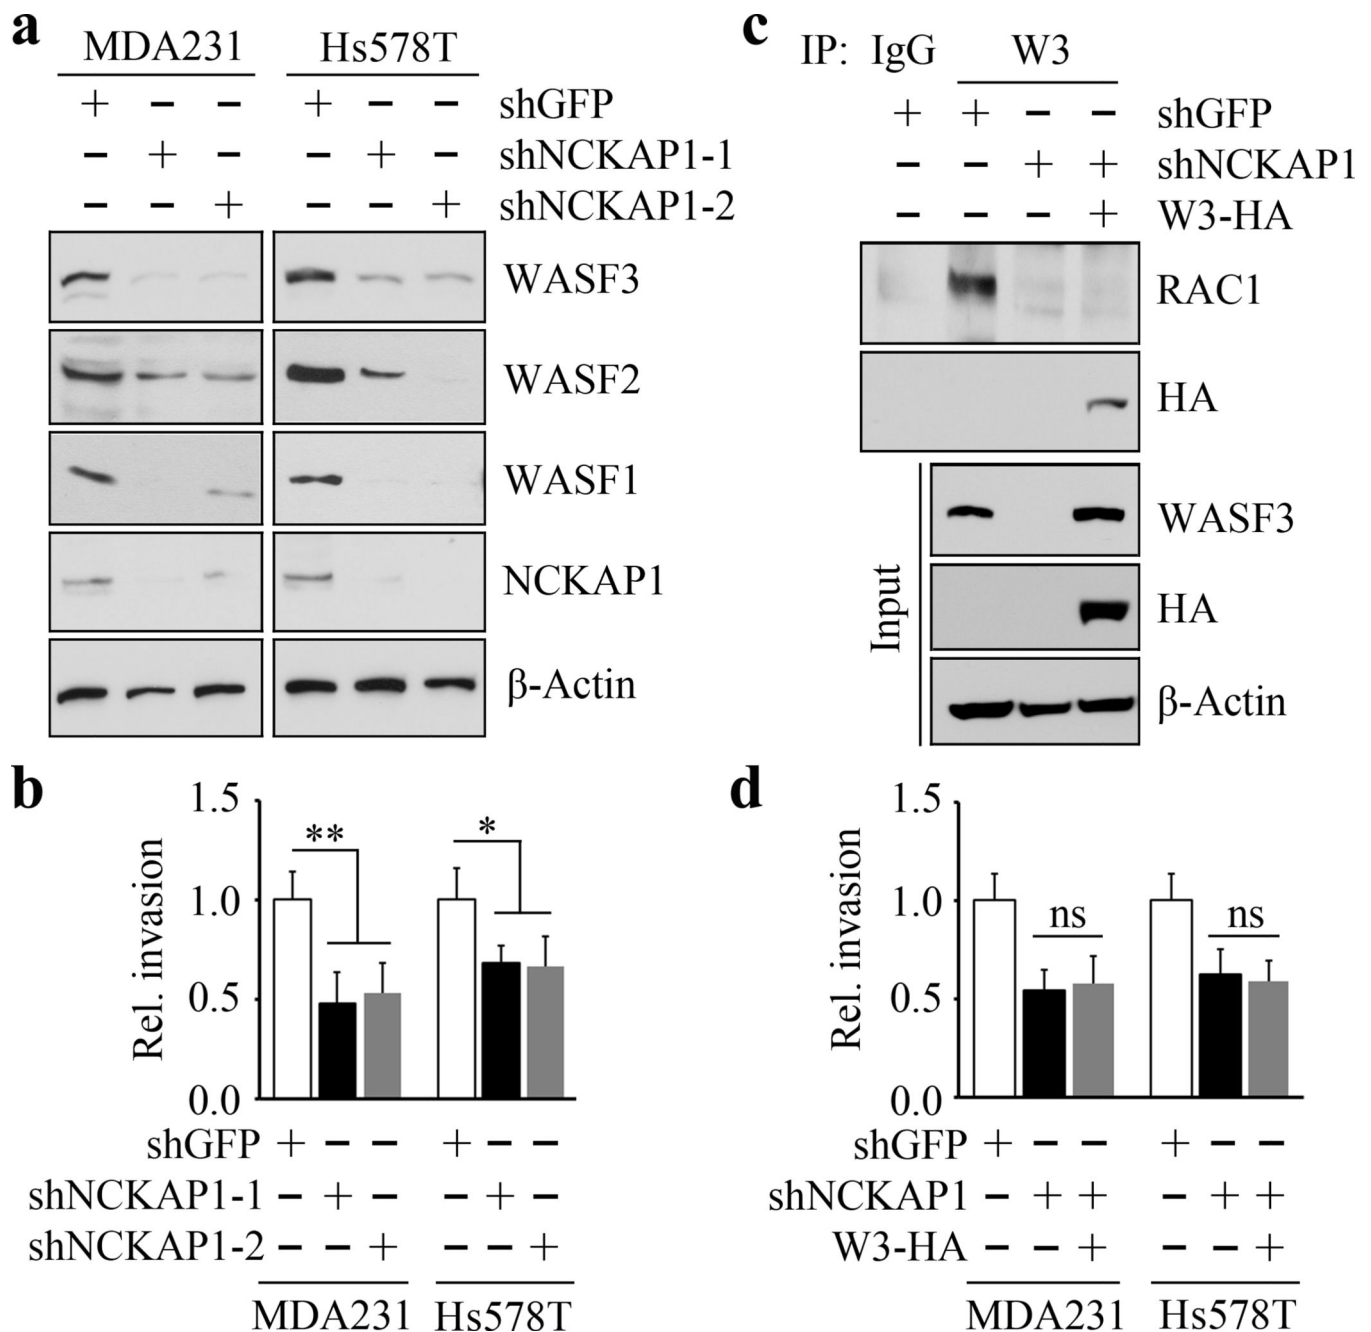 a
MDA231 Hs578T
+ − − + − − shGFP
− + − − + − shNCKAP1-1
− − + − − + shNCKAP1-2
WASF3
WASF2
WASF1
NCKAP1
β-Actin
b
Rel. invasion
1.5
1.0
0.5
0.0
** *
shGFP + − − + − −
shNCKAP1-1 − + − − + −
shNCKAP1-2 − − + − − +
MDA231 Hs578T
c
IP: IgG W3
+ + − − shGFP
− − + + shNCKAP1
− − − + W3-HA
RAC1
HA
Input
WASF3
HA
β-Actin
d
Rel. invasion
1.5
1.0
0.5
0.0
ns ns
shGFP + − − + − −
shNCKAP1 − + + − + +
W3-HA − − + − − +
MDA231 Hs578T